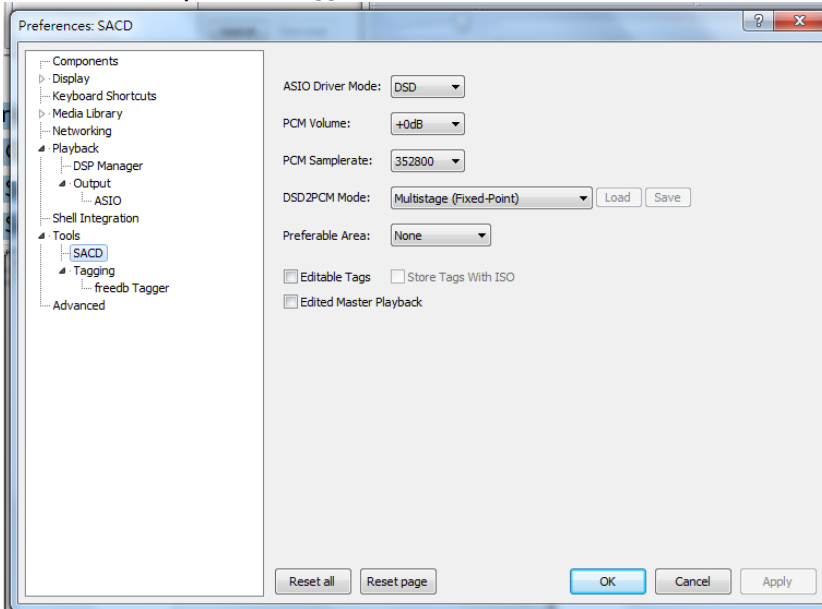 Preferences: SACD
Components
Display
Keyboard Shortcuts
Media Library
Networking
Playback
DSP Manager
Output
ASIO
Shell Integration
Tools
SACD
Tagging
freedb Tagger
Advanced
ASIO Driver Mode: DSD
PCM Volume: +0dB
PCM Samplerate: 352800
DSD2PCM Mode: Multistage (Fixed-Point) Load Save
Preferable Area: None
Editable Tags Store Tags With ISO
Edited Master Playback
Reset all Reset page OK Cancel Apply